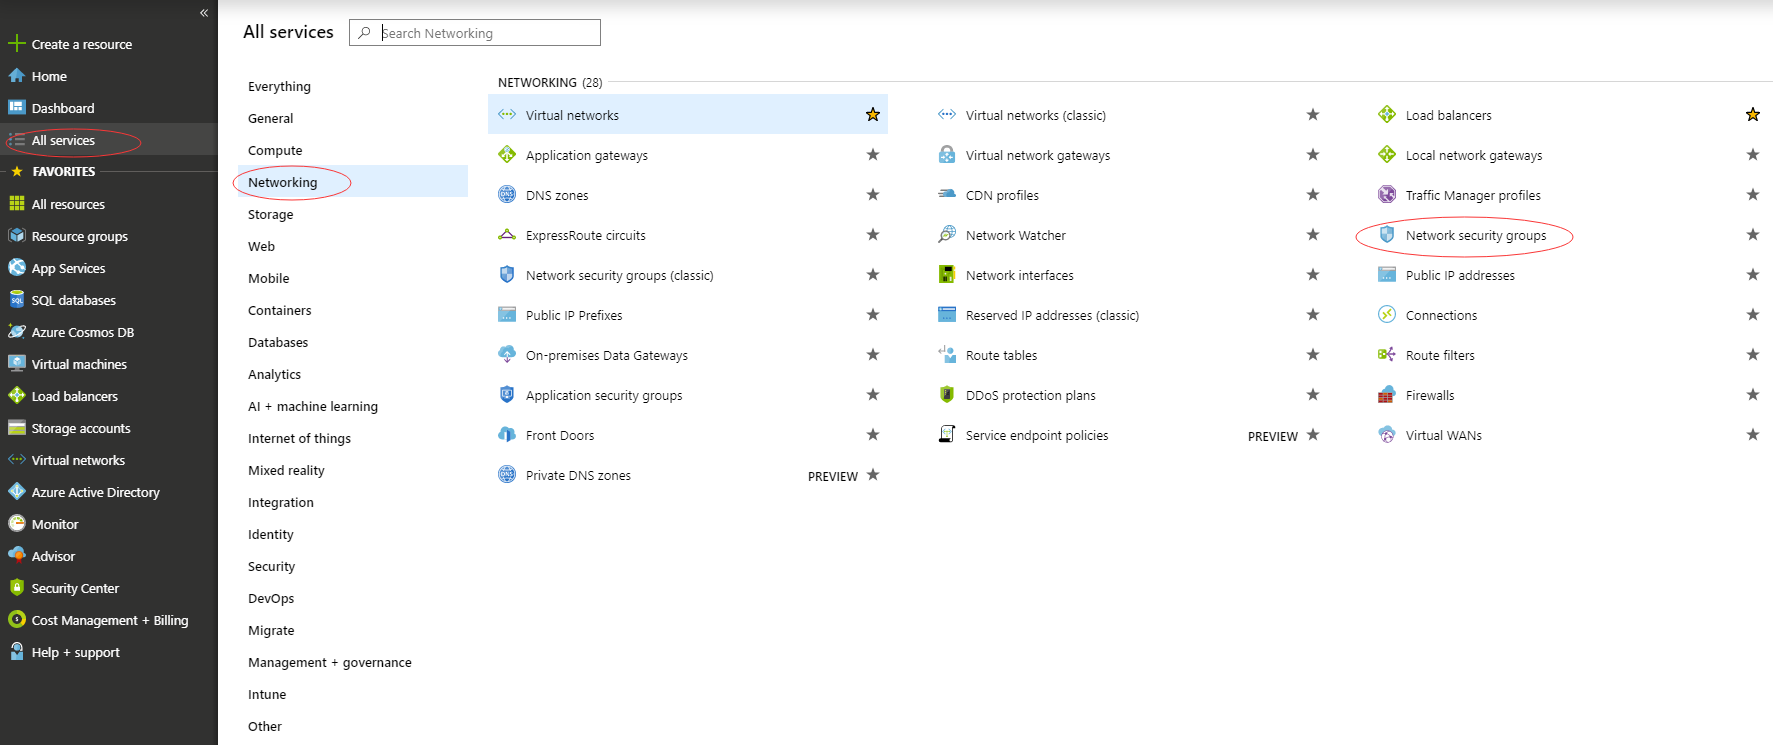 «
Create a resource
Home
Dashboard
All services
FAVORITES
All resources
Resource groups
App Services
SQL databases
Azure Cosmos DB
Virtual machines
Load balancers
Storage accounts
Virtual networks
Azure Active Directory
Monitor
Advisor
Security Center
Cost Management + Billing
Help + support
All services
Search Networking
Everything
General
Compute
Networking
Storage
Web
Mobile
Containers
Databases
Analytics
AI + machine learning
Internet of things
Mixed reality
Integration
Identity
Security
DevOps
Migrate
Management + governance
Intune
Other
NETWORKING (28)
Virtual networks
Virtual networks (classic)
Load balancers
Application gateways
Virtual network gateways
Local network gateways
DNS zones
CDN profiles
Traffic Manager profiles
ExpressRoute circuits
Network Watcher
Network security groups
Network security groups (classic)
Network interfaces
Public IP addresses
Public IP Prefixes
Reserved IP addresses (classic)
Connections
On-premises Data Gateways
Route tables
Route filters
Application security groups
DDoS protection plans
Firewalls
Front Doors
Service endpoint policies PREVIEW
Virtual WANs
Private DNS zones PREVIEW